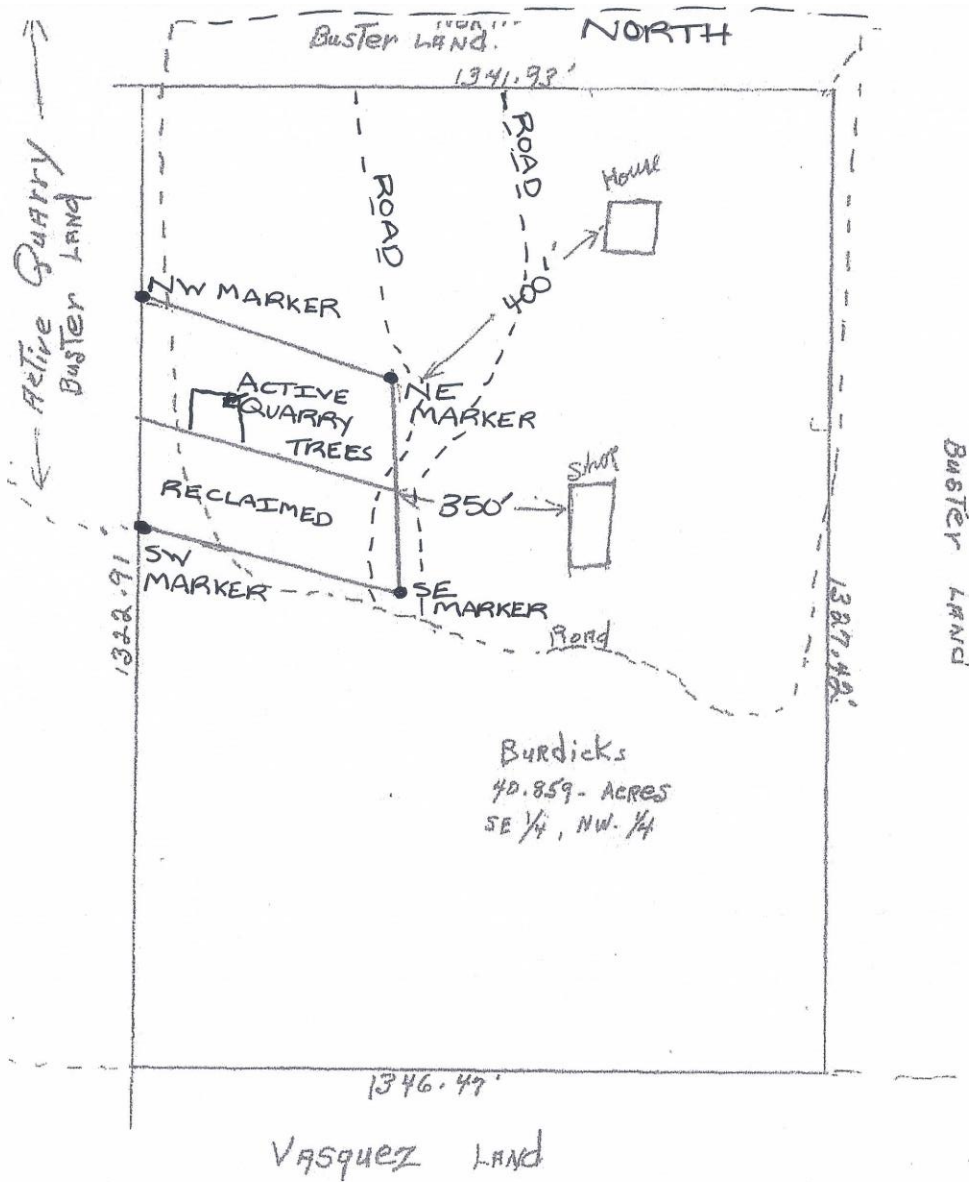 Buster LAND.
NORTH
1341.93'
Active Quarry
Buster LAND
ROAD
ROAD
House
NW MARKER
400'
ACTIVE
QUARRY
TREES
NE
MARKER
Shop
RECLAIMED
350'
SW
MARKER
SE
MARKER
Road
1322.91
1327.42'
Buster LAND
Burdicks
40.859- Acres
SE 1/4, NW. 1/4
1346.47'
Vasquez LAND